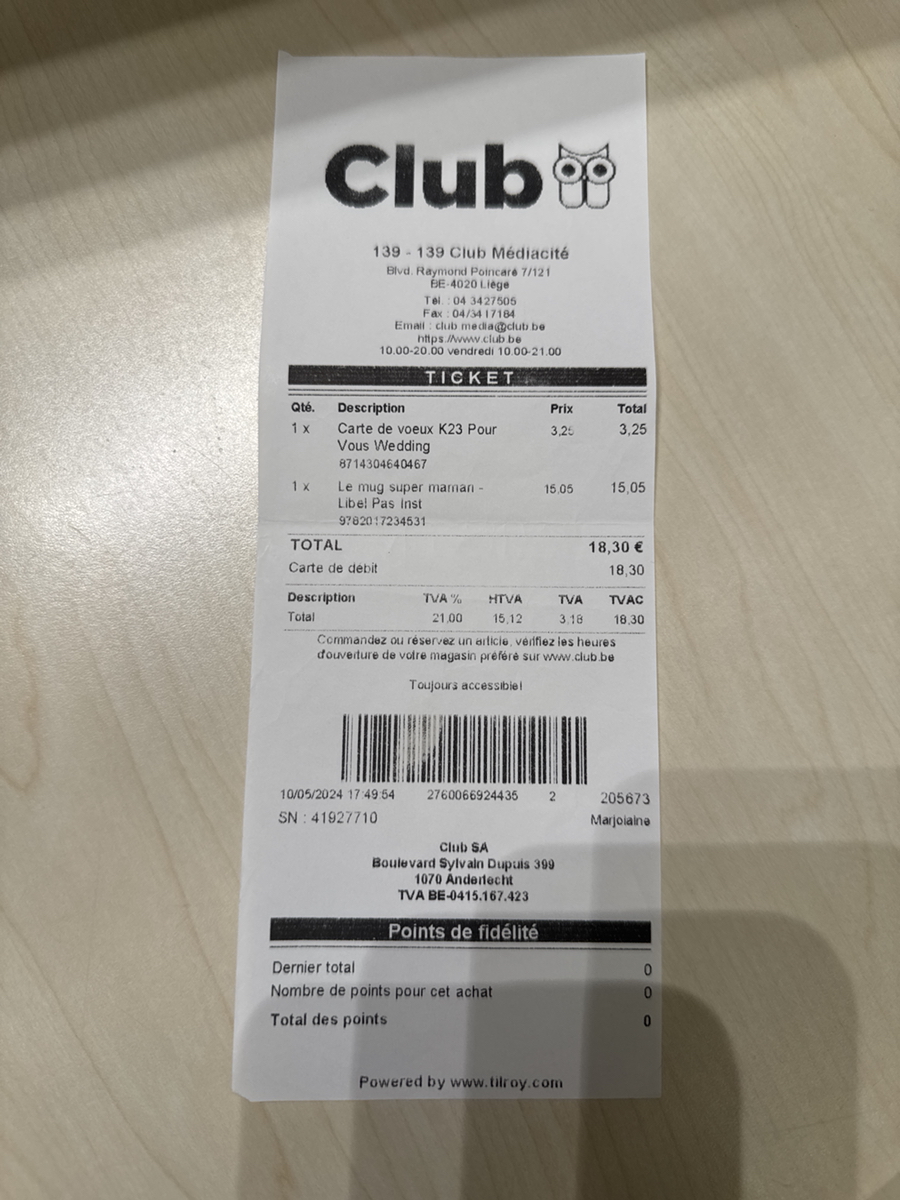 Club
139 - 139 Club Médiacité
Blvd. Raymond Poincaré 7/121
BE-4020 Liège
Tél. : 04 3427505
Fax : 04/3417184
Email : club.media@club.be
https://www.club.be
10.00-20.00 vendredi 10.00-21.00
TICKET
Qté. Description Prix Total
1 x Carte de voeux K23 Pour 3,25 3,25
Vous Wedding
8714304640467
1 x Le mug super maman - 15,05 15,05
Libel Pas Inst
9782017234531
TOTAL 18,30 €
Carte de débit 18,30
Description TVA % HTVA TVA TVAC
Total 21,00 15,12 3,18 18,30
Commandez ou réservez un article, vérifiez les heures
d'ouverture de votre magasin préféré sur www.club.be
Toujours accessible!
10/05/2024 17:49:54 2760066924435 2 205673
SN : 41927710 Marjolaine
Club SA
Boulevard Sylvain Dupuis 399
1070 Anderlecht
TVA BE-0415.167.423
Points de fidélité
Dernier total 0
Nombre de points pour cet achat 0
Total des points 0
Powered by www.tilroy.com